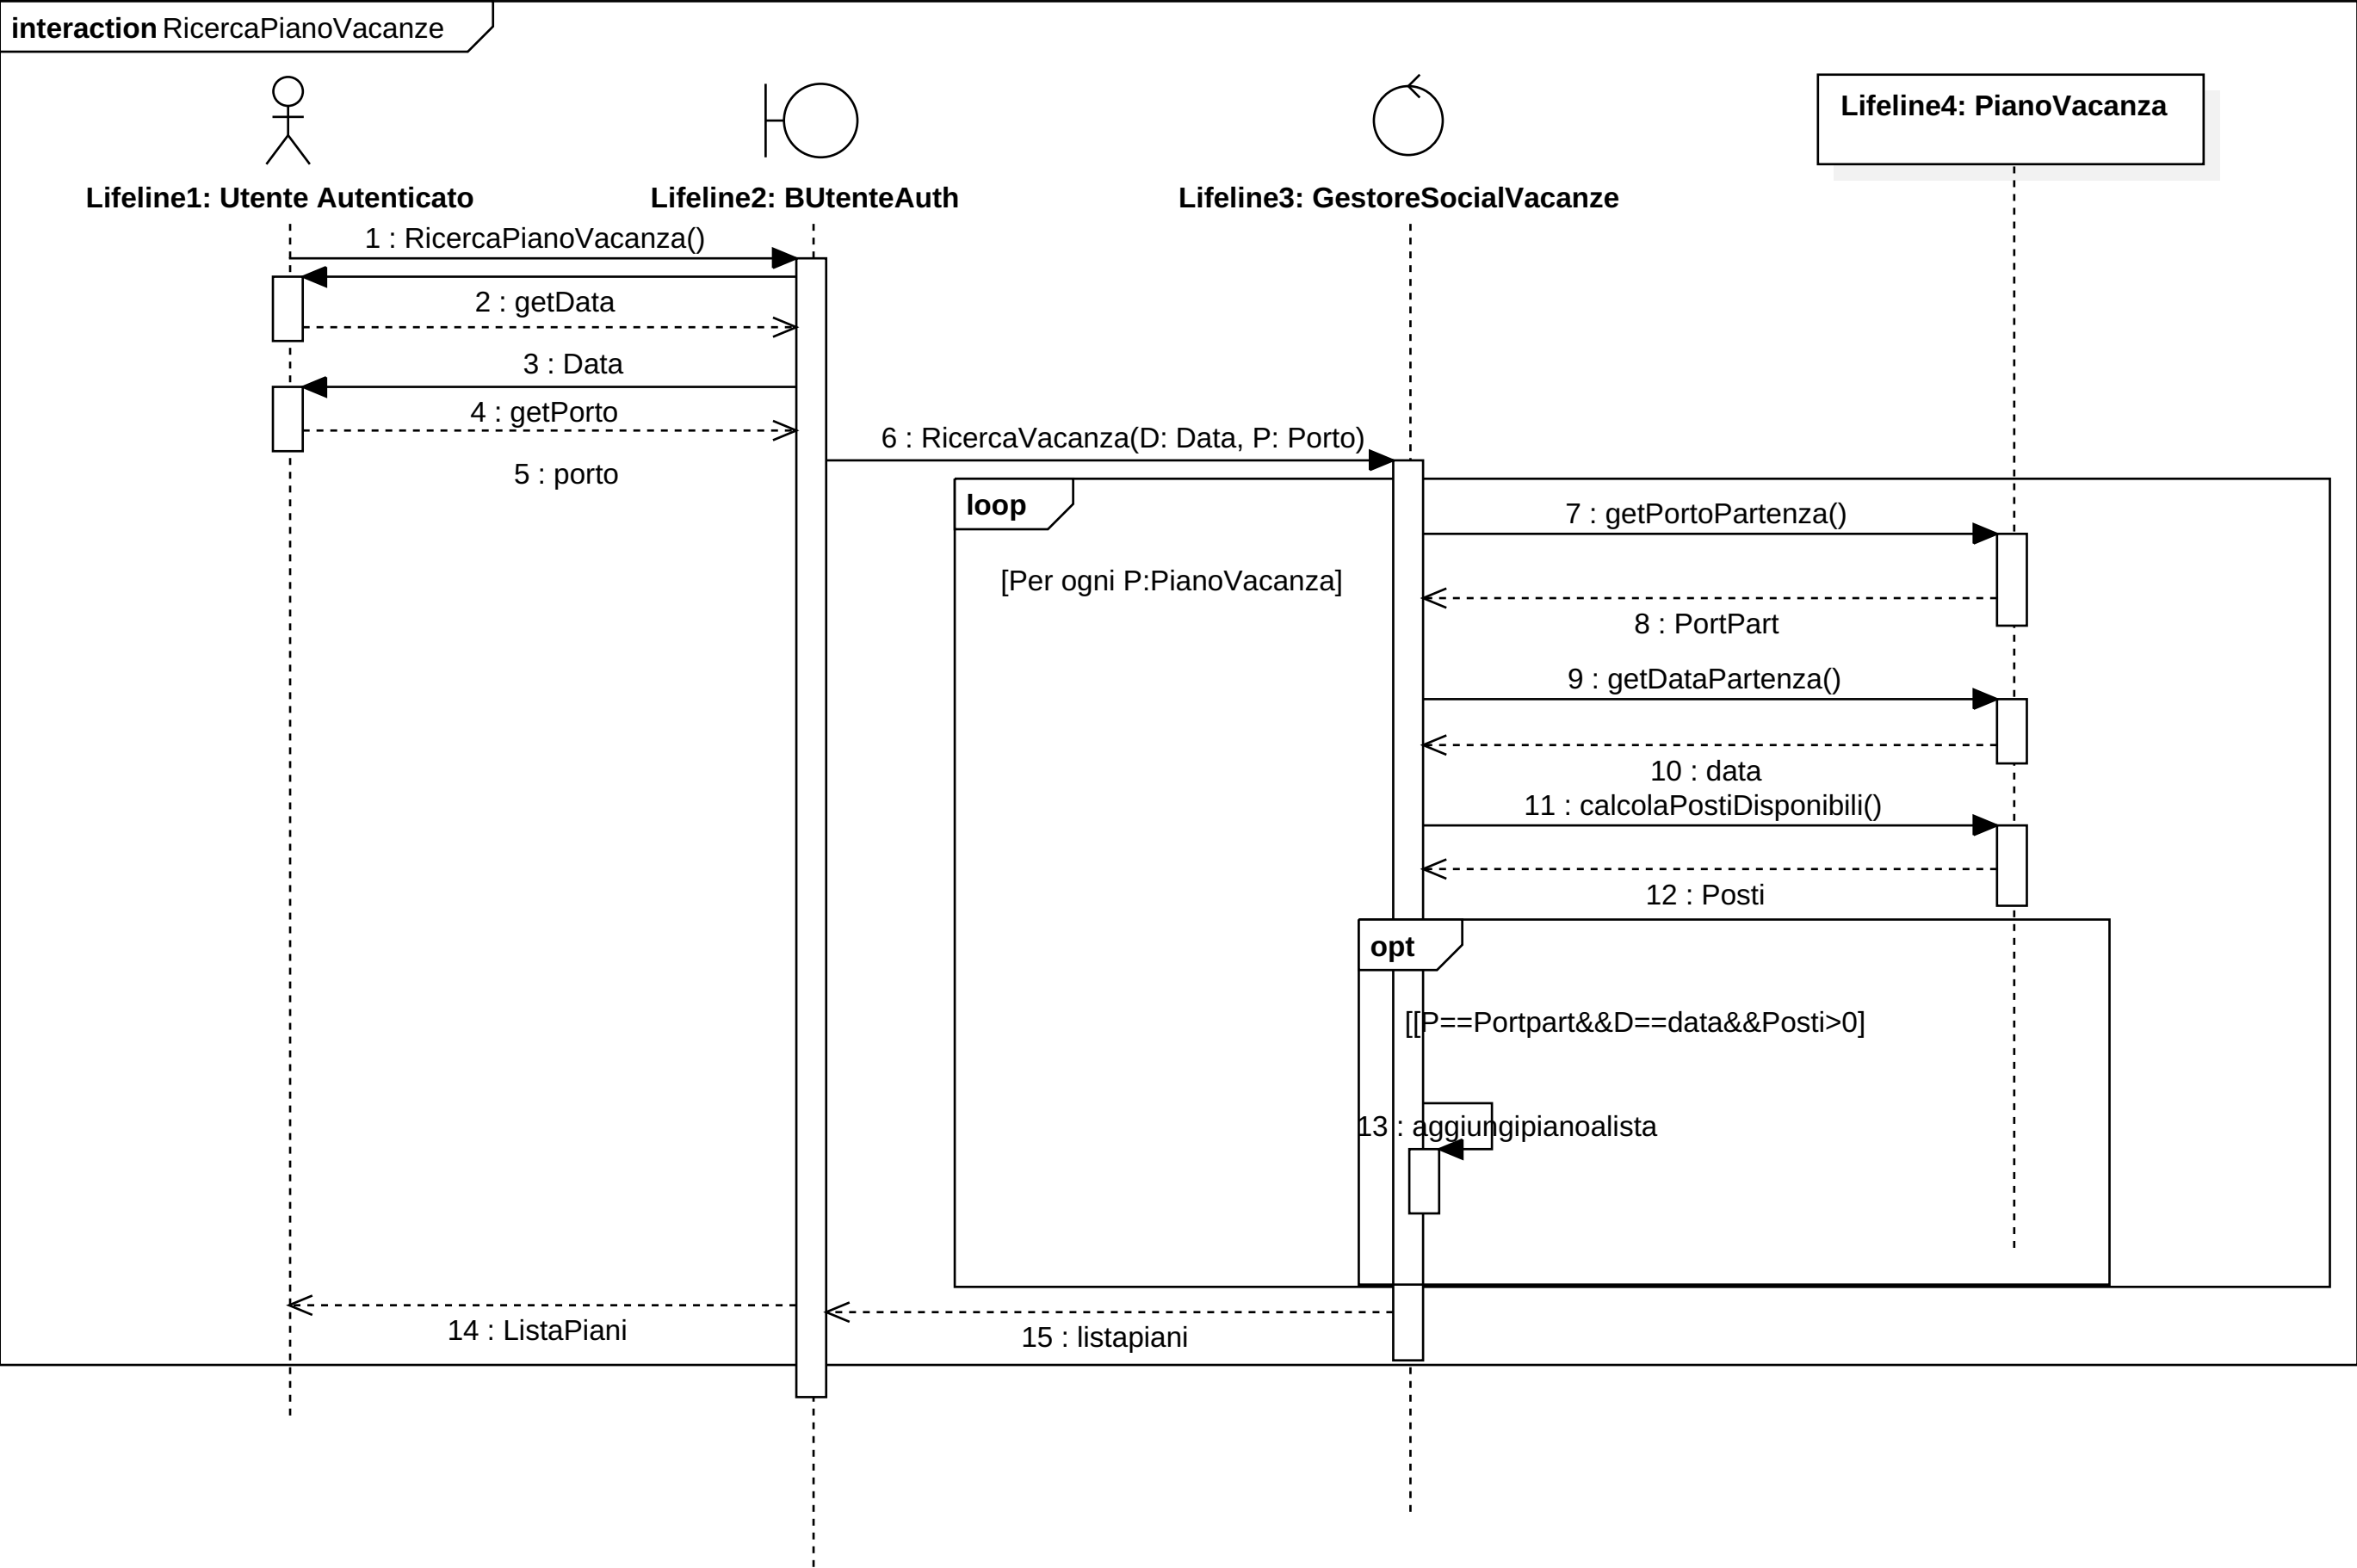 interaction RicercaPianoVacanze
Lifeline4: PianoVacanza
Lifeline1: Utente Autenticato
Lifeline2: BUtenteAuth
Lifeline3: GestoreSocialVacanze
1 : RicercaPianoVacanza()
2 : getData
3 : Data
4 : getPorto
5 : porto
6 : RicercaVacanza(D: Data, P: Porto)
loop
[Per ogni P:PianoVacanza]
7 : getPortoPartenza()
8 : PortPart
9 : getDataPartenza()
10 : data
11 : calcolaPostiDisponibili()
12 : Posti
opt
[[P==Portpart&&D==data&&Posti>0]
13 : aggiungipianoalista
14 : ListaPiani
15 : listapiani